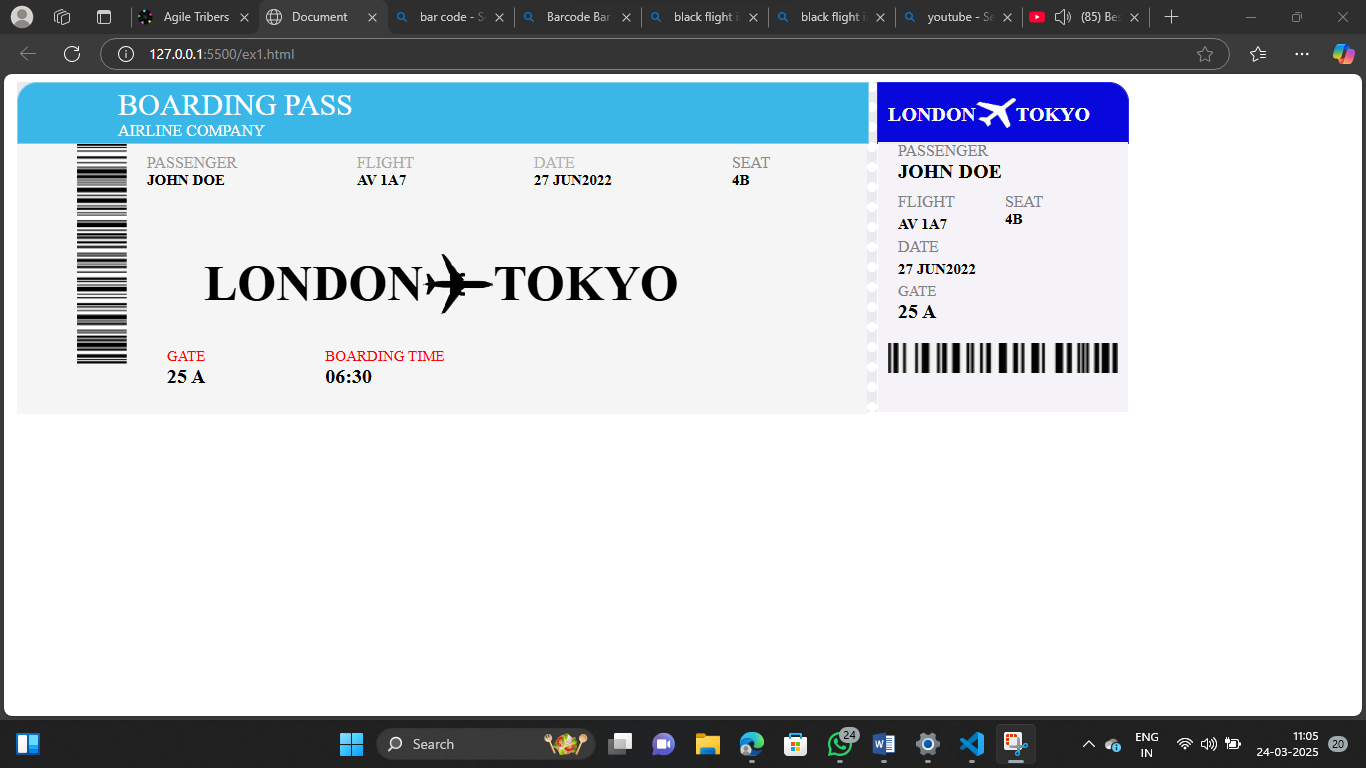 Agile Tribers
Document
bar code - S
Barcode Bar
black flight i
black flight i
youtube - Se
(85) Be
127.0.0.1:5500/ex1.html
BOARDING PASS
AIRLINE COMPANY
PASSENGER FLIGHT DATE SEAT
JOHN DOE AV 1A7 27 JUN2022 4B
LONDON TOKYO
GATE BOARDING TIME
25 A 06:30
LONDON TOKYO
PASSENGER
JOHN DOE
FLIGHT SEAT
AV 1A7 4B
DATE
27 JUN2022
GATE
25 A
Search
24
ENG
IN
11:05
24-03-2025
20